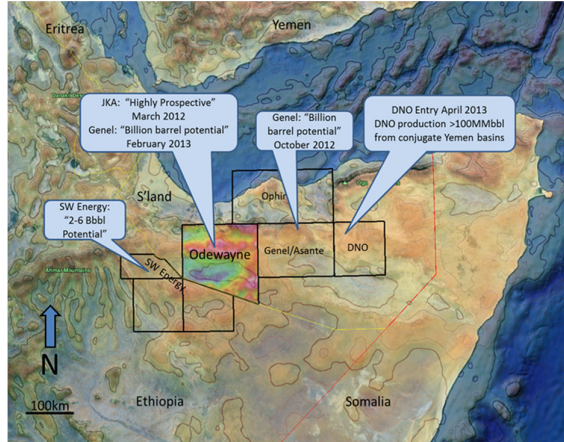 Eritrea
Yemen
JKA: “Highly Prospective”
March 2012
Genel: “Billion barrel potential”
February 2013
Genel: “Billion
barrel potential”
October 2012
DNO Entry April 2013
DNO production >100MMbbl
from conjugate Yemen basins
S’land
Ophir
SW Energy:
“2-6 Bbbl
Potential”
Odewayne
Genel/Asante
DNO
SW Energy
N
100km
Ethiopia
Somalia